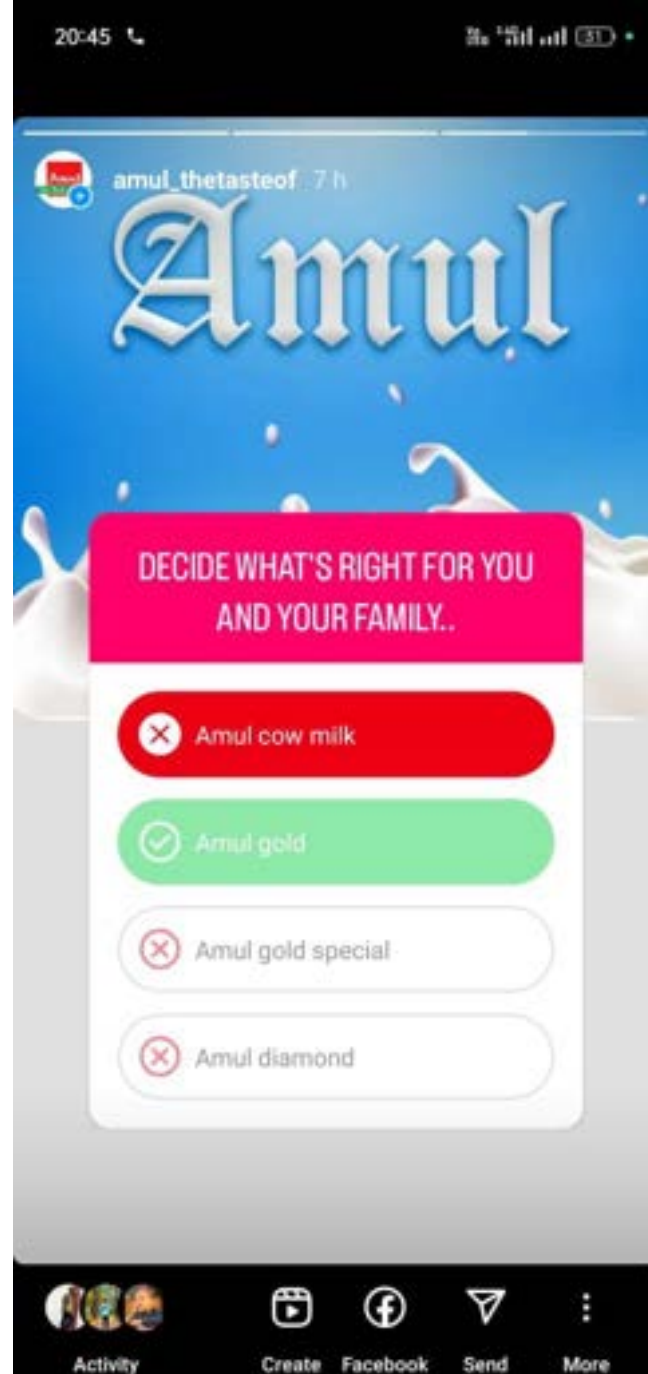 20:45
31
amul_thetasteof 7 h
Amul
DECIDE WHAT'S RIGHT FOR YOU
AND YOUR FAMILY..
Amul cow milk
Amul gold
Amul gold special
Amul diamond
Activity Create Facebook Send More